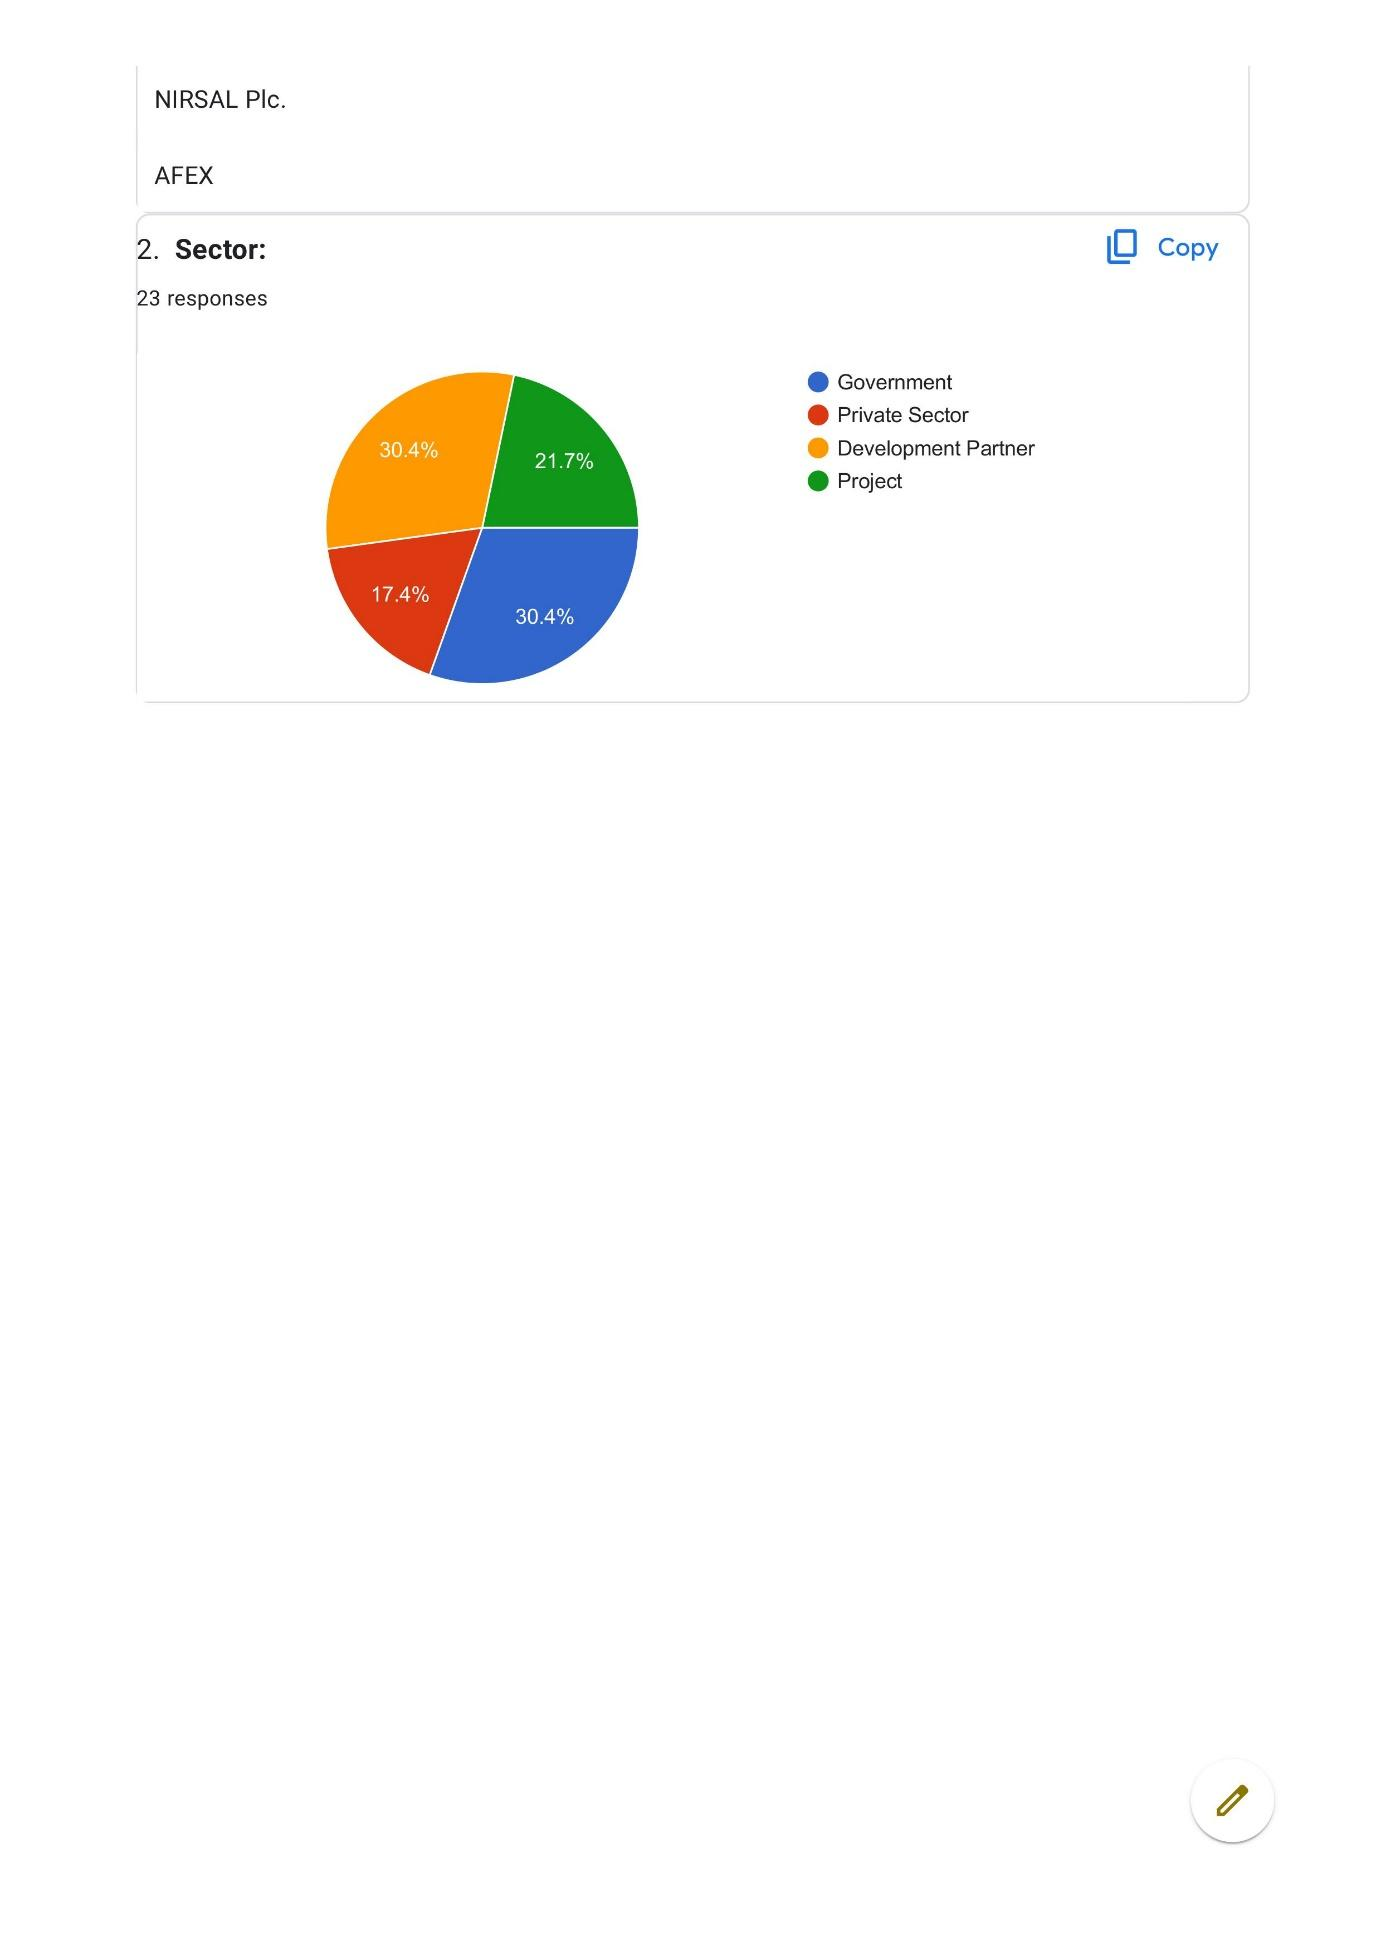 NIRSAL Plc.
AFEX
2. Sector:
Copy
23 responses
Government
Private Sector
Development Partner
Project
30.4%
21.7%
17.4%
30.4%